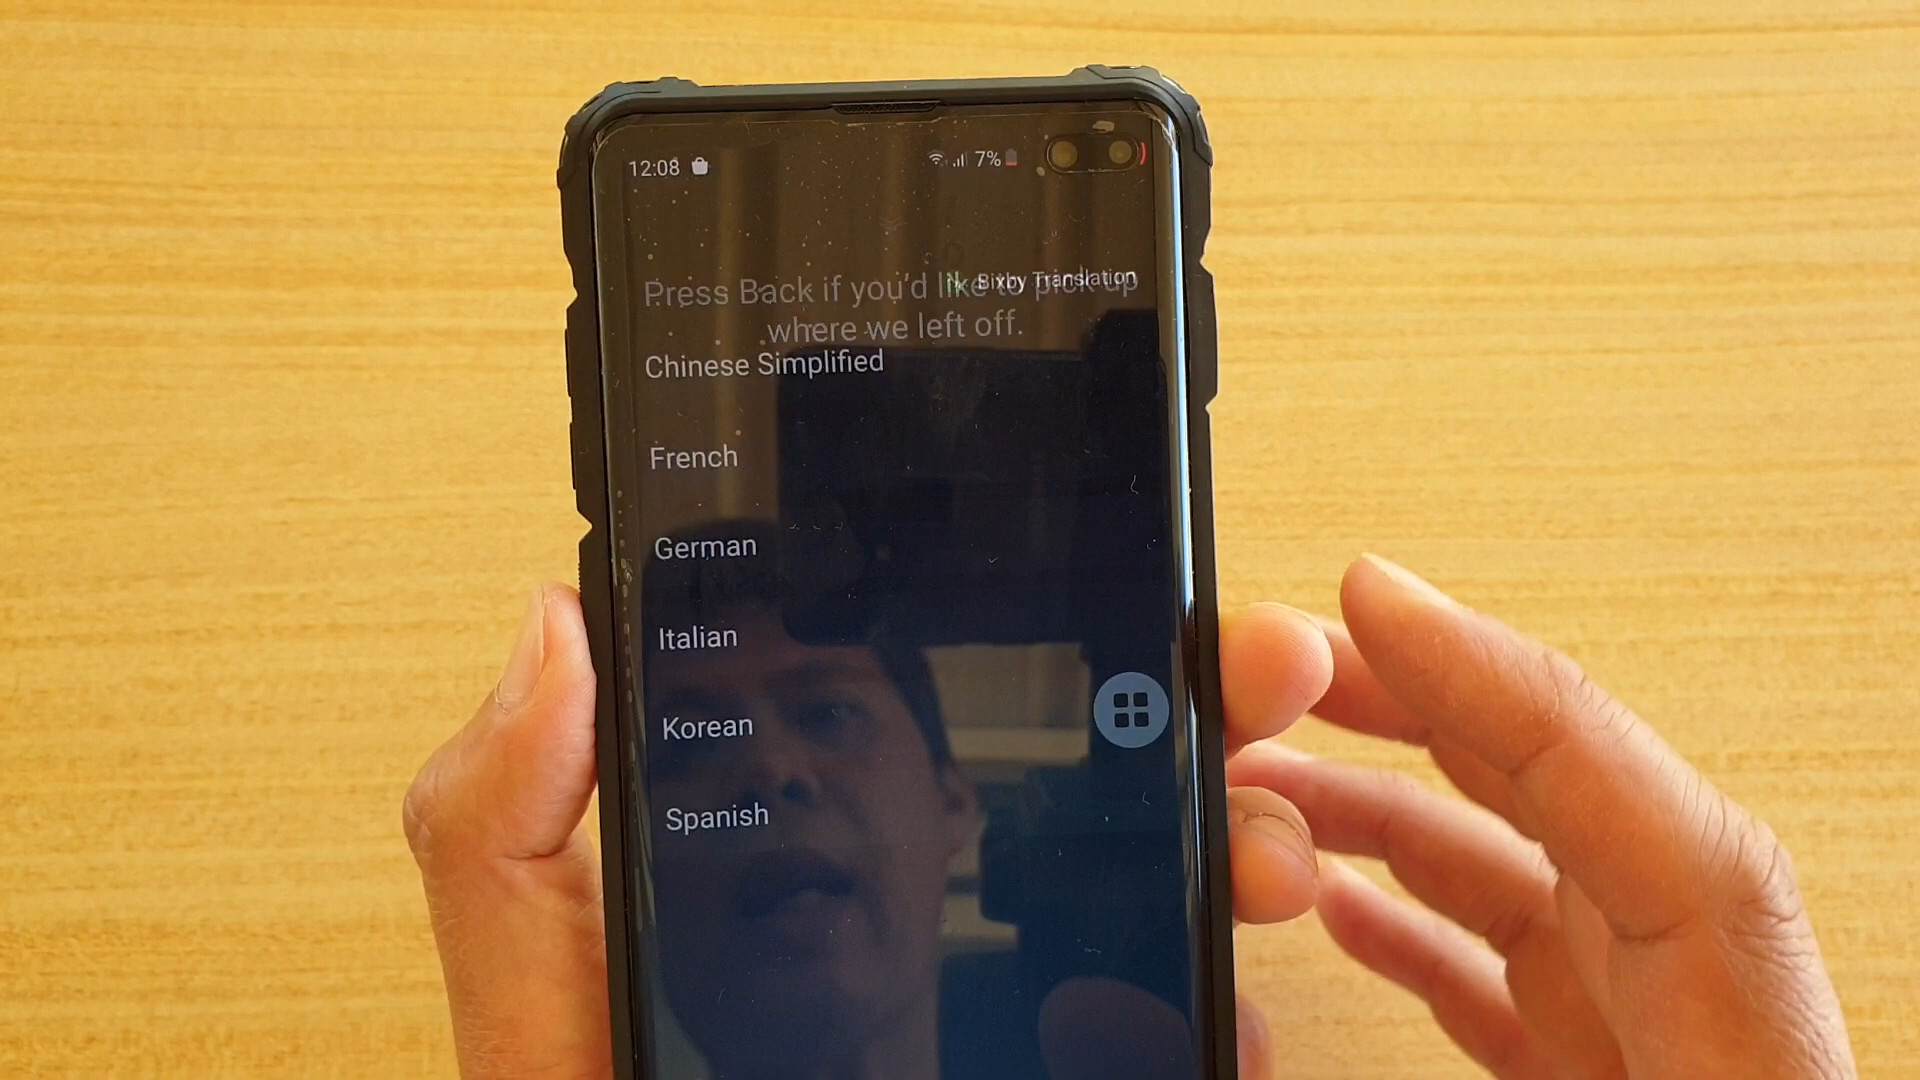 12:08
7%
Bixby Translation
Press Back if you'd like to pick up
where we left off.
Chinese Simplified
French
German
Italian
Korean
Spanish